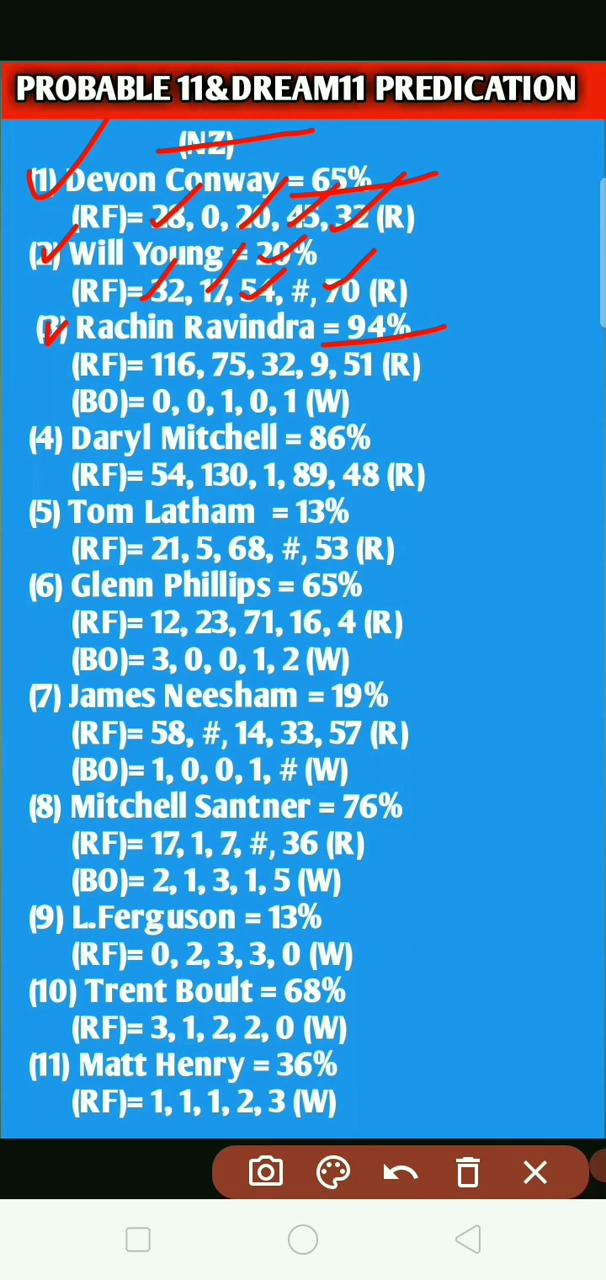 PROBABLE 11&DREAM11 PREDICATION
(NZ)
(1) Devon Conway = 65%
(RF)= 28, 0, 20, 45, 32 (R)
(2) Will Young = 20%
(RF)= 32, 17, 54, #, 70 (R)
(3) Rachin Ravindra = 94%
(RF)= 116, 75, 32, 9, 51 (R)
(BO)= 0, 0, 1, 0, 1 (W)
(4) Daryl Mitchell = 86%
(RF)= 54, 130, 1, 89, 48 (R)
(5) Tom Latham = 13%
(RF)= 21, 5, 68, #, 53 (R)
(6) Glenn Phillips = 65%
(RF)= 12, 23, 71, 16, 4 (R)
(BO)= 3, 0, 0, 1, 2 (W)
(7) James Neesham = 19%
(RF)= 58, #, 14, 33, 57 (R)
(BO)= 1, 0, 0, 1, # (W)
(8) Mitchell Santner = 76%
(RF)= 17, 1, 7, #, 36 (R)
(BO)= 2, 1, 3, 1, 5 (W)
(9) L.Ferguson = 13%
(RF)= 0, 2, 3, 3, 0 (W)
(10) Trent Boult = 68%
(RF)= 3, 1, 2, 2, 0 (W)
(11) Matt Henry = 36%
(RF)= 1, 1, 1, 2, 3 (W)